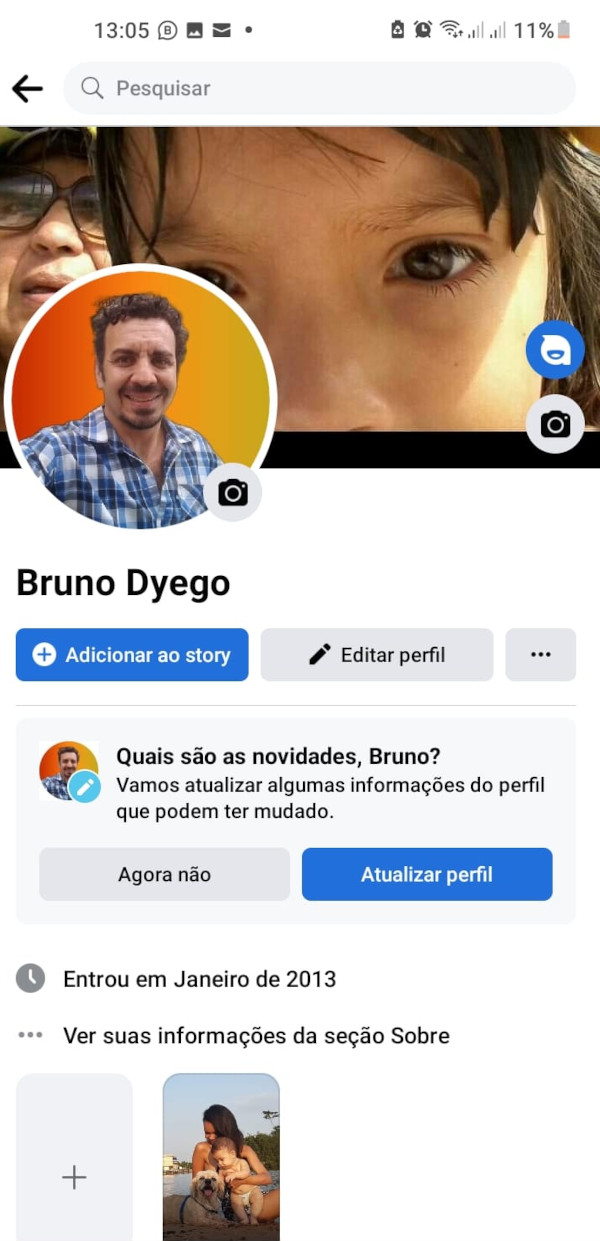 13:05
11%
Pesquisar
Bruno Dyego
Adicionar ao story
Editar perfil
Quais são as novidades, Bruno?
Vamos atualizar algumas informações do perfil
que podem ter mudado.
Agora não
Atualizar perfil
Entrou em Janeiro de 2013
Ver suas informações da seção Sobre